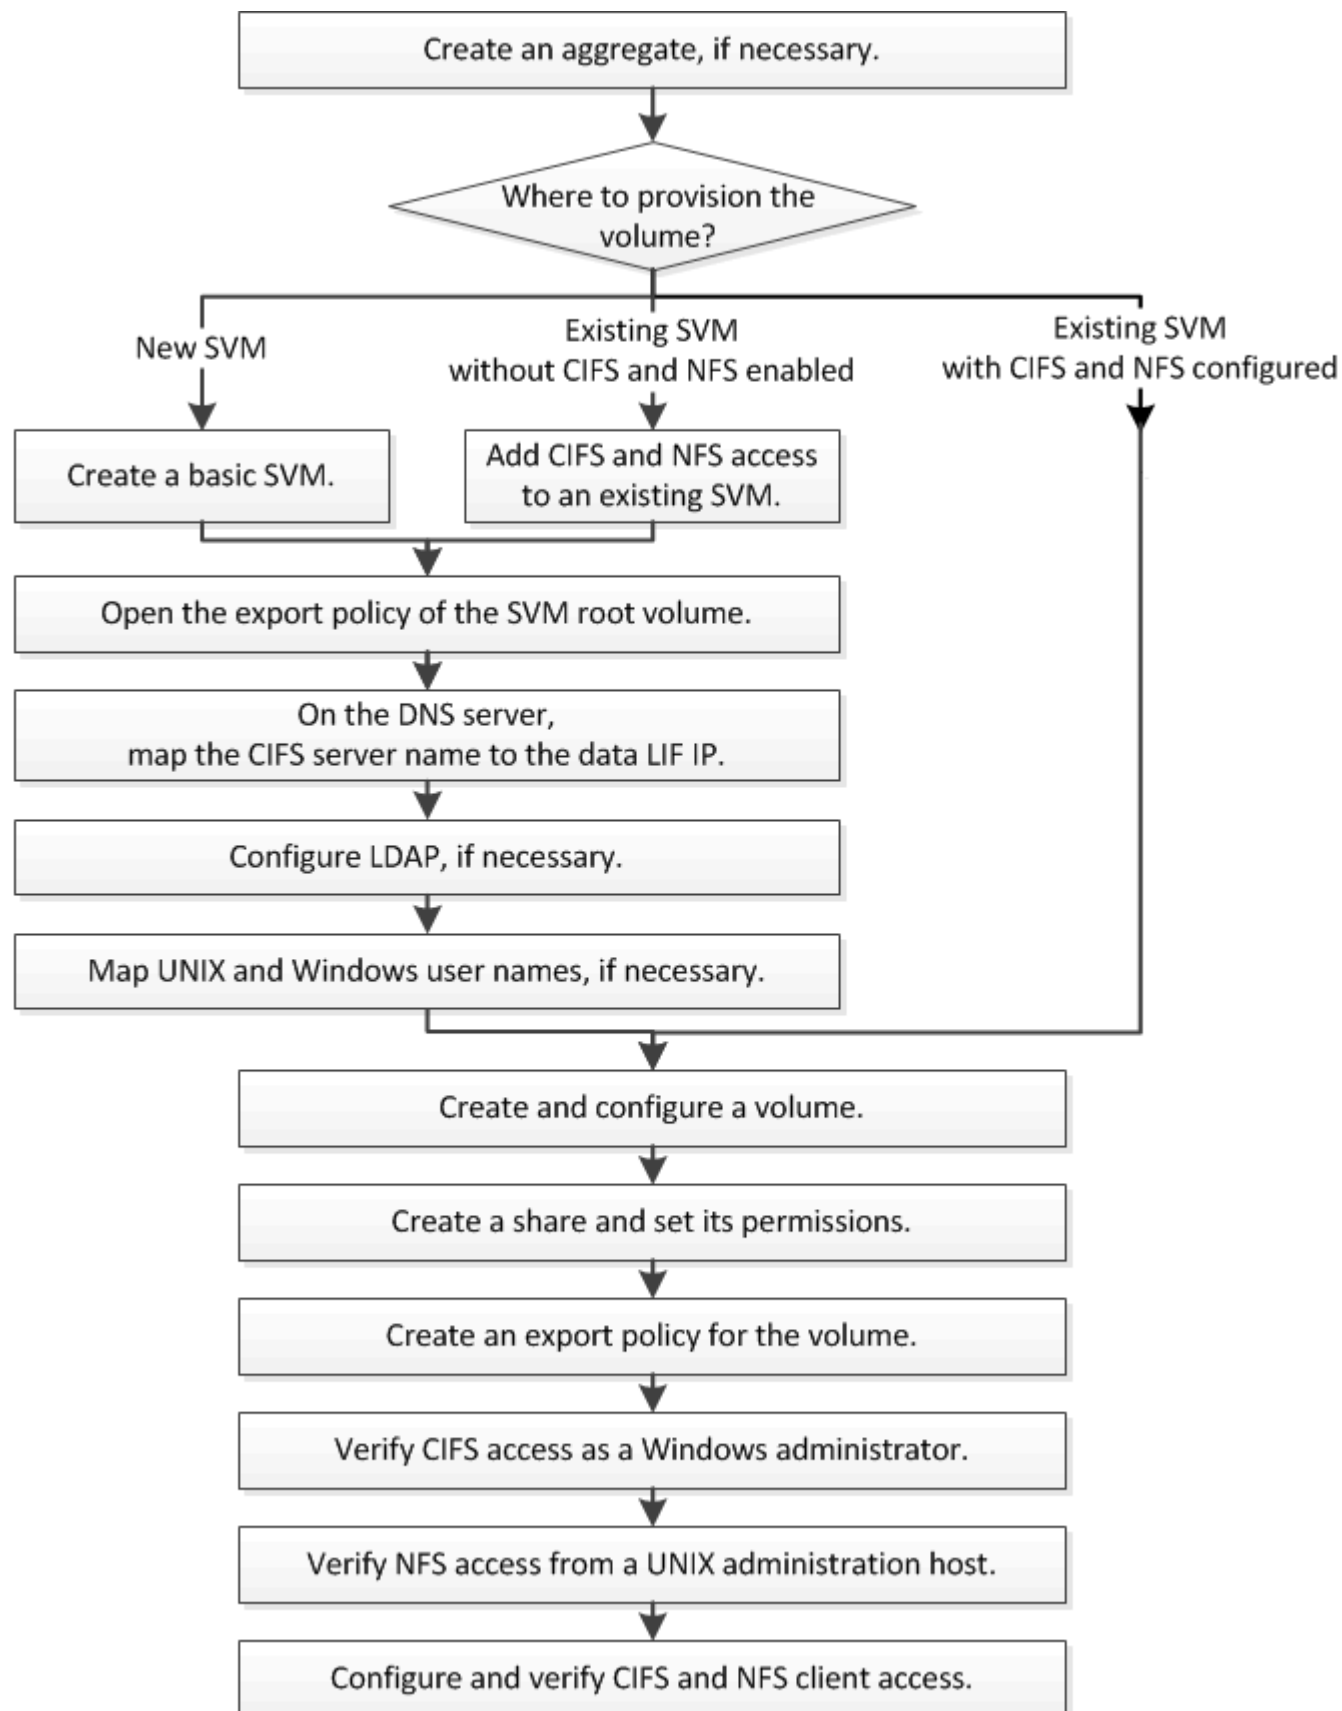 Create an aggregate, if necessary.
Where to provision the
volume?
New SVM
Existing SVM
without CIFS and NFS enabled
Existing SVM
with CIFS and NFS configured
Create a basic SVM.
Add CIFS and NFS access
to an existing SVM.
Open the export policy of the SVM root volume.
On the DNS server,
map the CIFS server name to the data LIF IP.
Configure LDAP, if necessary.
Map UNIX and Windows user names, if necessary.
Create and configure a volume.
Create a share and set its permissions.
Create an export policy for the volume.
Verify CIFS access as a Windows administrator.
Verify NFS access from a UNIX administration host.
Configure and verify CIFS and NFS client access.